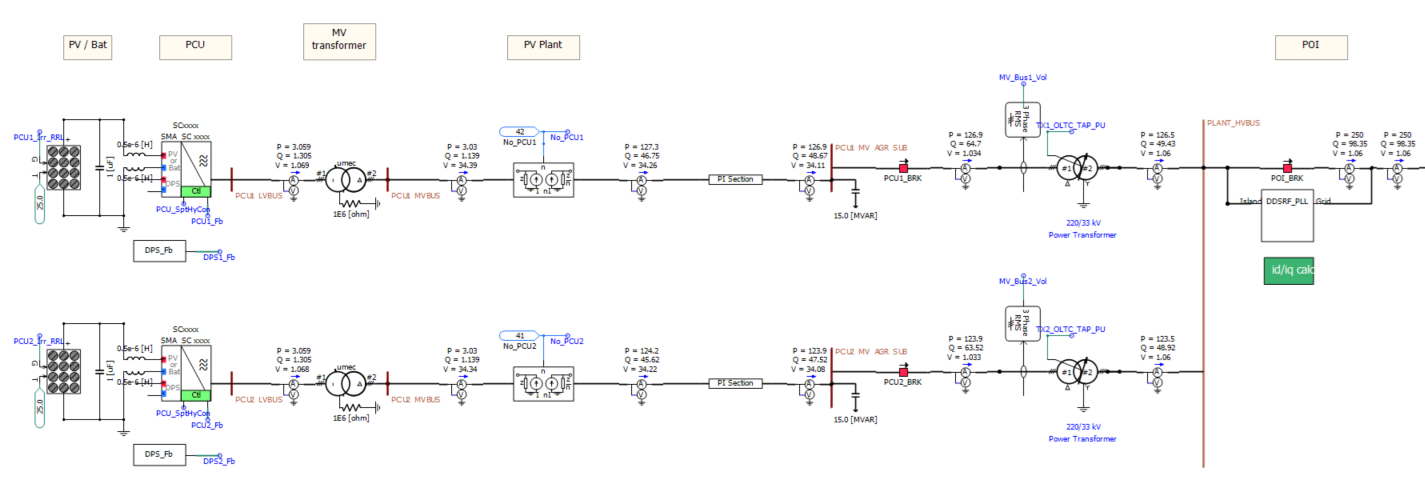 PV / Bat
PCU
MV
transformer
PV Plant
POI
MV_Bus1_Vol
3 Phase
RMS
TX1_OLTC_TAP_PU
PLANT_HVBUS
PCU1_Irr_RRL
+
G
T
25.0
1 [uF]
0.5e-6 [H]
0.5e-6 [H]
SCxxxx
SMA SC xxxx
PV
or
Bat
DPS
Ctl
PCU_SptHyCon
PCU1_Fb
DPS_Fb
DPS1_Fb
PCU1 LVBUS
P = 3.059
Q = 1.305
V = 1.069
A
V
umec
#1
#2
1E6 [ohm]
PCU1 MVBUS
P = 3.03
Q = 1.139
V = 34.39
A
V
42
No_PCU1
No_PCU1
n
1 n1
P = 127.3
Q = 46.75
V = 34.26
A
V
PI Section
P = 126.9
Q = 48.67
V = 34.11
A
V
PCU1 MV AGR SUB
15.0 [MVAR]
PCU1_BRK
P = 126.9
Q = 64.7
V = 1.034
A
V
#1
#2
220/33 kV
Power Transformer
P = 126.5
Q = 49.43
V = 1.06
A
V
POI_BRK
P = 250
Q = 98.35
V = 1.06
A
V
P = 250
Q = 98.35
V = 1.06
A
V
Island
DDSRF_PLL
Grid
id/iq calc
MV_Bus2_Vol
3 Phase
RMS
TX2_OLTC_TAP_PU
PCU2_Irr_RRL
+
G
T
25.0
1 [uF]
0.5e-6 [H]
0.5e-6 [H]
SCxxxx
SMA SC xxxx
PV
or
Bat
DPS
Ctl
PCU_SptHyCon
PCU2_Fb
DPS_Fb
DPS2_Fb
PCU2 LVBUS
P = 3.059
Q = 1.305
V = 1.068
A
V
umec
#1
#2
1E6 [ohm]
PCU2 MVBUS
P = 3.03
Q = 1.139
V = 34.34
A
V
41
No_PCU2
No_PCU2
n
1 n1
P = 124.2
Q = 45.62
V = 34.22
A
V
PI Section
P = 123.9
Q = 47.52
V = 34.08
A
V
PCU2 MV AGR SUB
15.0 [MVAR]
PCU2_BRK
P = 123.9
Q = 63.52
V = 1.033
A
V
#1
#2
220/33 kV
Power Transformer
P = 123.5
Q = 48.92
V = 1.06
A
V